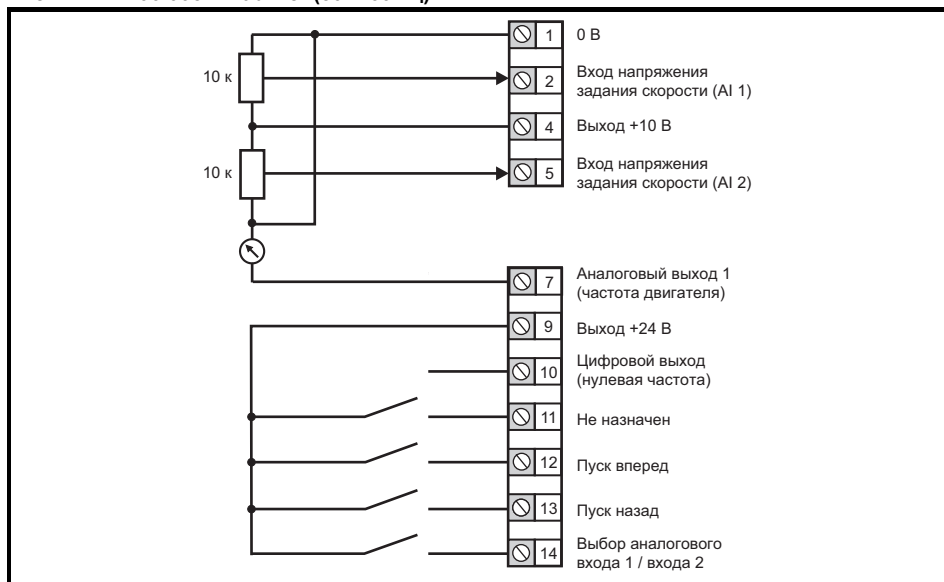 1 0 В
10 к
2 Вход напряжения
задания скорости (AI 1)
4 Выход +10 В
10 к
5 Вход напряжения
задания скорости (AI 2)
7 Аналоговый выход 1
(частота двигателя)
9 Выход +24 В
10 Цифровой выход
(нулевая частота)
11 Не назначен
12 Пуск вперед
13 Пуск назад
14 Выбор аналогового
входа 1 / входа 2